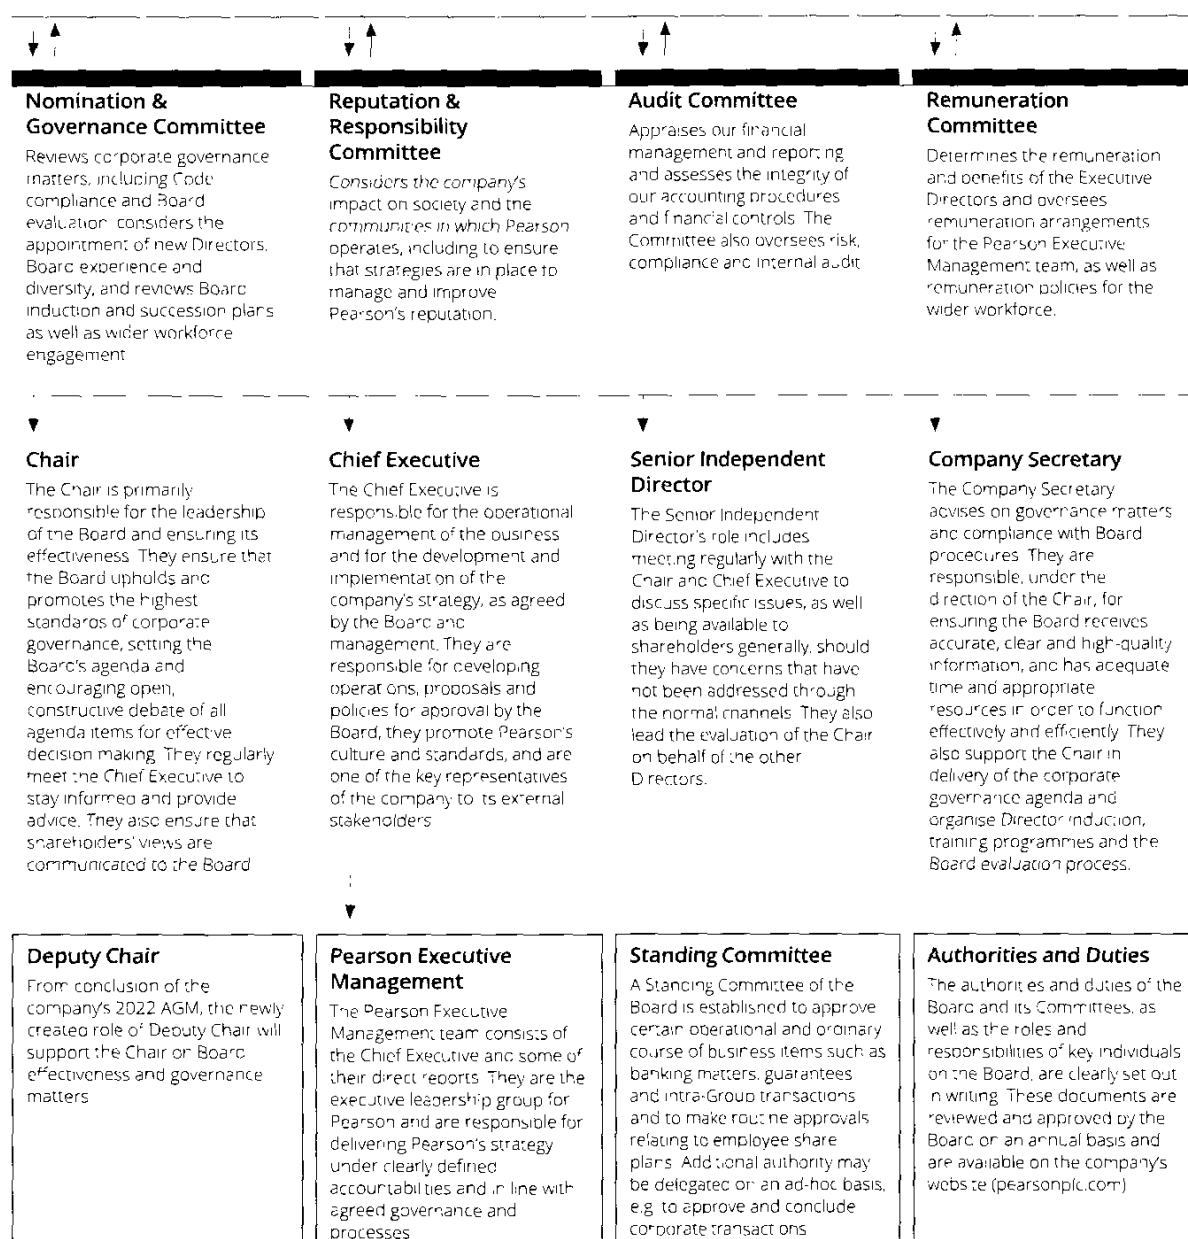 Nomination &
Governance Committee
Reviews corporate governance
matters, including Code
compliance and Board
evaluation, considers the
appointment of new Directors,
Board experience and
diversity, and reviews Board
induction and succession plans
as well as wider workforce
engagement
Reputation &
Responsibility
Committee
Considers the company's
impact on society and the
communities in which Pearson
operates, including to ensure
that strategies are in place to
manage and improve
Pearson's reputation.
Audit Committee
Appraises our financial
management and reporting
and assesses the integrity of
our accounting procedures
and financial controls. The
Committee also oversees risk,
compliance and internal audit
Remuneration
Committee
Determines the remuneration
and benefits of the Executive
Directors and oversees
remuneration arrangements
for the Pearson Executive
Management team, as well as
remuneration policies for the
wider workforce.
Chair
The Chair is primarily
responsible for the leadership
of the Board and ensuring its
effectiveness They ensure that
the Board upholds and
promotes the highest
standards of corporate
governance, setting the
Board's agenda and
encouraging open,
constructive debate of all
agenda items for effective
decision making They regularly
meet the Chief Executive to
stay informed and provide
advice. They also ensure that
shareholders' views are
communicated to the Board
Chief Executive
The Chief Executive is
responsible for the operational
management of the business
and for the development and
implementation of the
company's strategy, as agreed
by the Board and
management. They are
responsible for developing
operations, proposals and
policies for approval by the
Board, they promote Pearson's
culture and standards, and are
one of the key representatives
of the company to its external
stakeholders
Senior Independent
Director
The Senior Independent
Director's role includes
meeting regularly with the
Chair and Chief Executive to
discuss specific issues, as well
as being available to
shareholders generally, should
they have concerns that have
not been addressed through
the normal channels They also
lead the evaluation of the Chair
on behalf of the other
Directors.
Company Secretary
The Company Secretary
advises on governance matters
and compliance with Board
procedures They are
responsible, under the
direction of the Chair, for
ensuring the Board receives
accurate, clear and high-quality
information, and has adequate
time and appropriate
resources in order to function
effectively and efficiently They
also support the Chair in
delivery of the corporate
governance agenda and
organise Director induction,
training programmes and the
Board evaluation process.
Deputy Chair
From conclusion of the
company's 2022 AGM, the newly
created role of Deputy Chair will
support the Chair on Board
effectiveness and governance
matters
Pearson Executive
Management
The Pearson Executive
Management team consists of
the Chief Executive and some of
their direct reports They are the
executive leadership group for
Pearson and are responsible for
delivering Pearson's strategy
under clearly defined
accountabilities and in line with
agreed governance and
processes
Standing Committee
A Standing Committee of the
Board is established to approve
certain operational and ordinary
course of business items such as
banking matters, guarantees
and intra-Group transactions
and to make routine approvals
relating to employee share
plans Additional authority may
be delegated on an ad-hoc basis,
e.g. to approve and conclude
corporate transactions
Authorities and Duties
The authorities and duties of the
Board and its Committees, as
well as the roles and
responsibilities of key individuals
on the Board, are clearly set out
in writing These documents are
reviewed and approved by the
Board on an annual basis and
are available on the company's
website (pearsonplc.com)